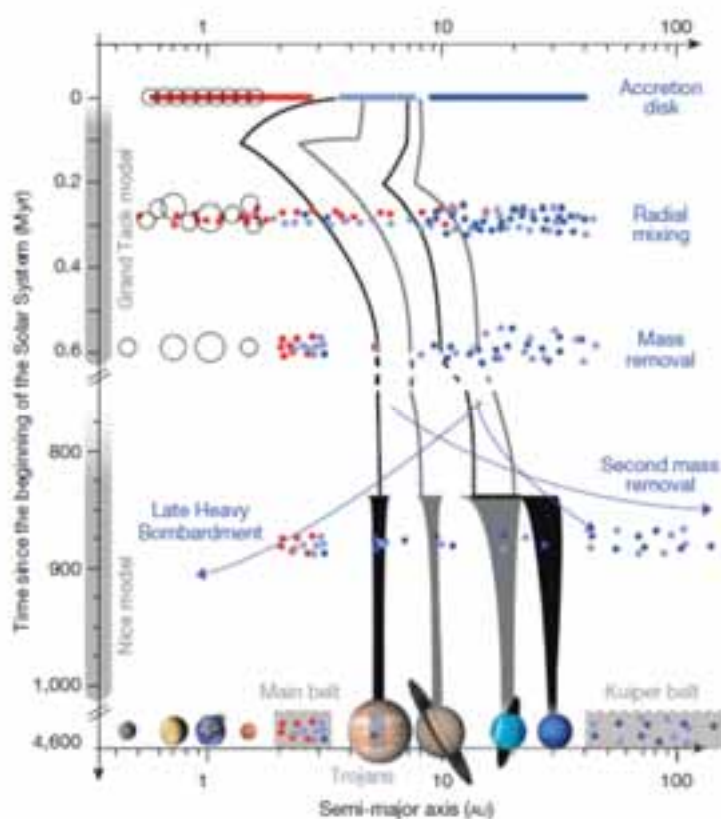 1
10
100
0
Accretion
disk
0.2
Radial
mixing
Grand Tack model
0.4
0.6
Mass
removal
Time since the beginning of the Solar System (Myr)
800
Second mass
removal
Late Heavy
Bombardment
900
Nice model
1,000
Main belt
Kuiper belt
4,600
Trojans
1
10
100
Semi-major axis (AU)